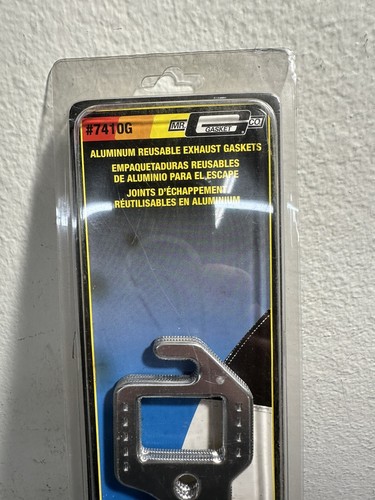 #7410G
MR. GASKET CO
ALUMINUM REUSABLE EXHAUST GASKETS
EMPAQUETADURAS REUSABLES
DE ALUMINIO PARA EL ESCAPE
JOINTS D'ÉCHAPPEMENT
RÉUTILISABLES EN ALUMINIUM